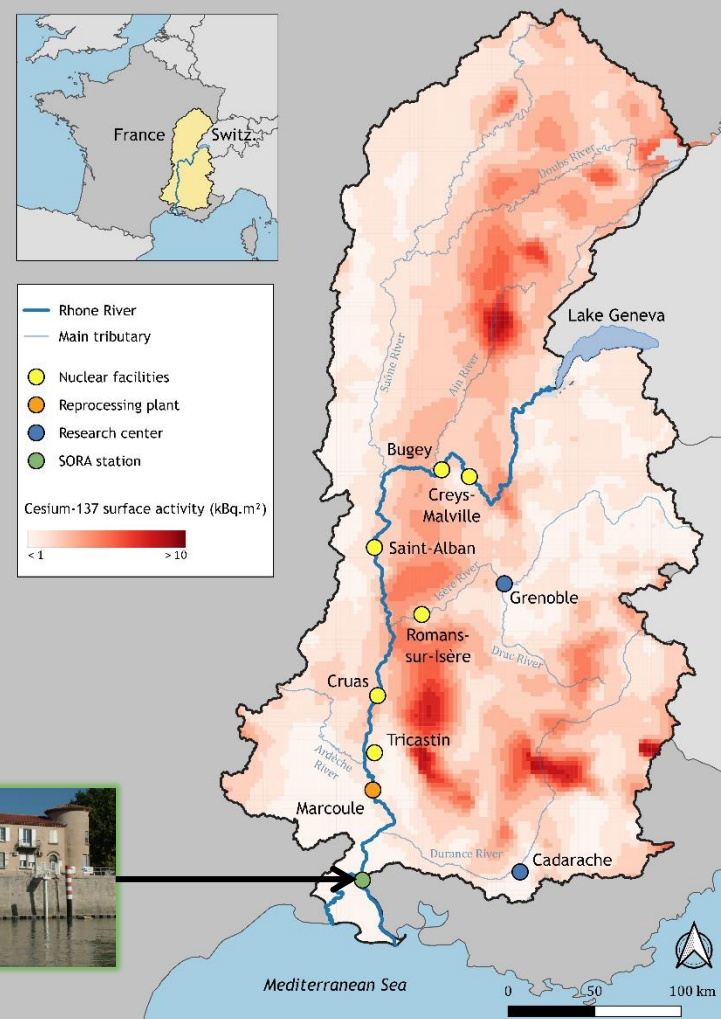 France
Switz.
Rhone River
Main tributary
Nuclear facilities
Reprocessing plant
Research center
SORA station
Cesium-137 surface activity (kBq.m²)
< 1
> 10
Doubs River
Lake Geneva
Saône River
Ain River
Bugey
Creys-
Malville
Saint-Alban
Isère River
Grenoble
Romans-
sur-Isère
Drac River
Cruas
Tricastin
Ardèche
River
Marcoule
Durance River
Cadarache
Mediterranean Sea
0
50
100 km